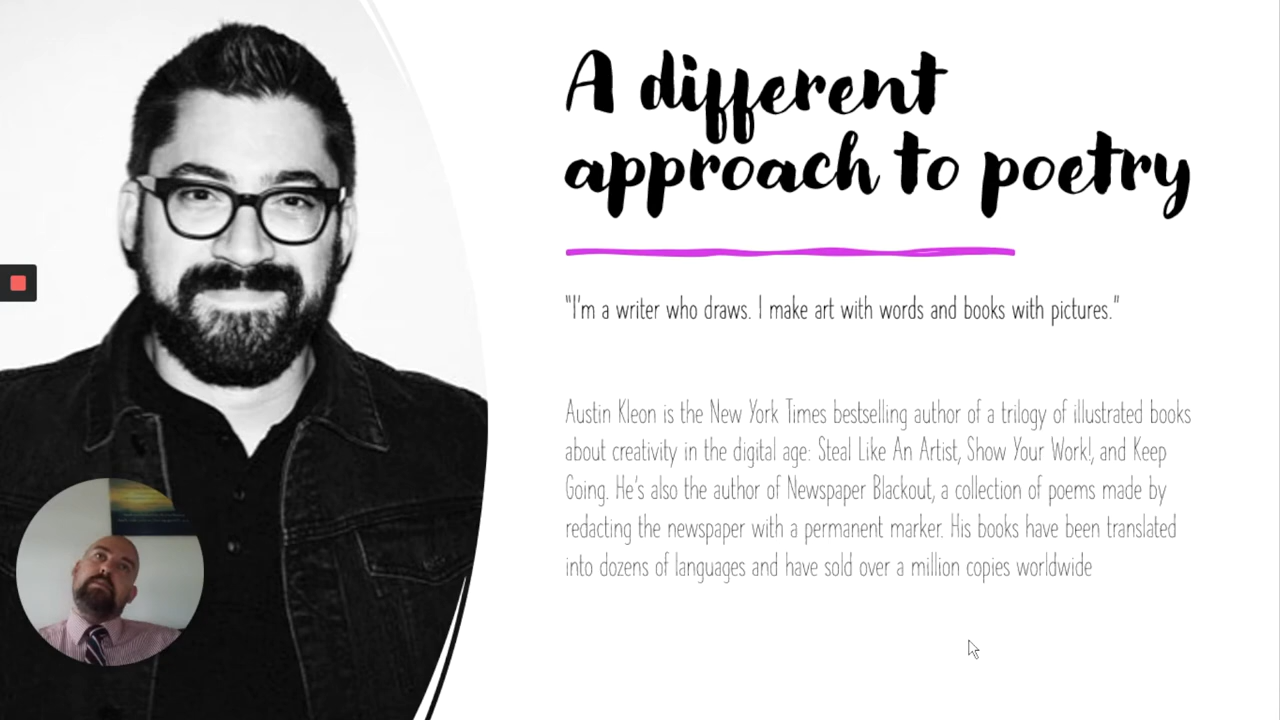 A different
approach to poetry
"I'm a writer who draws. I make art with words and books with pictures."
Austin Kleon is the New York Times bestselling author of a trilogy of illustrated books
about creativity in the digital age: Steal Like An Artist, Show Your Work!, and Keep
Going. He's also the author of Newspaper Blackout, a collection of poems made by
redacting the newspaper with a permanent marker. His books have been translated
into dozens of languages and have sold over a million copies worldwide